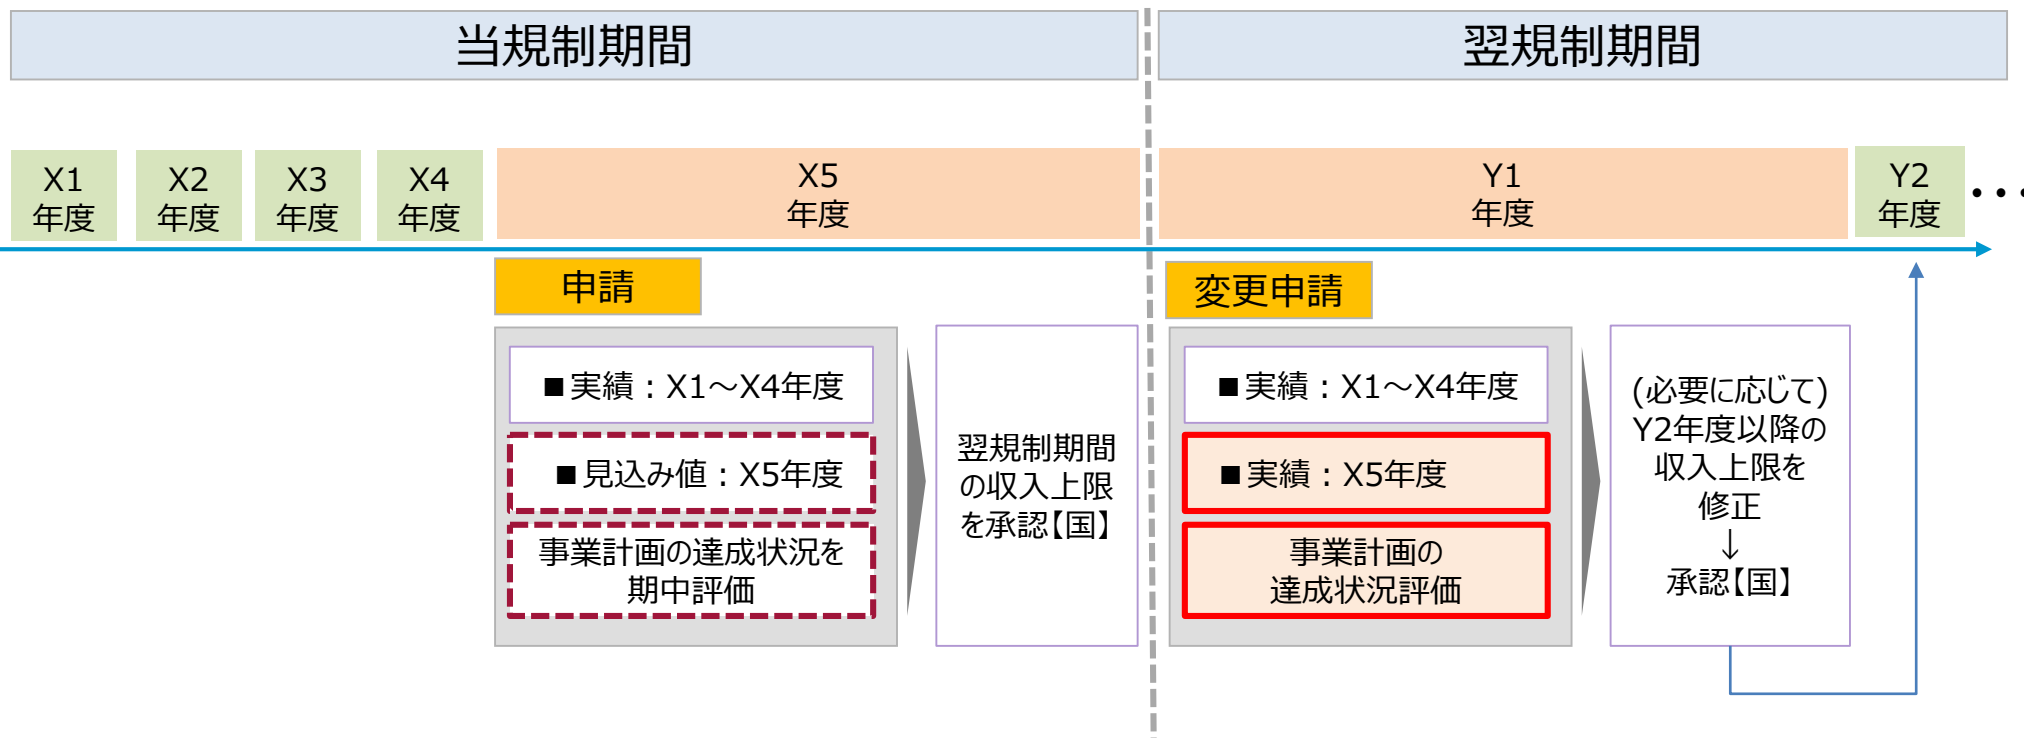 当規制期間
翌規制期間
X1
年度
X2
年度
X3
年度
X4
年度
X5
年度
Y1
年度
Y2
年度
・・・
申請
■実績：X1～X4年度
■見込み値：X5年度
事業計画の達成状況を
期中評価
翌規制期間
の収入上限
を承認【国】
変更申請
■実績：X1～X4年度
■実績：X5年度
事業計画の
達成状況評価
(必要に応じて)
Y2年度以降の
収入上限を
修正
↓
承認【国】